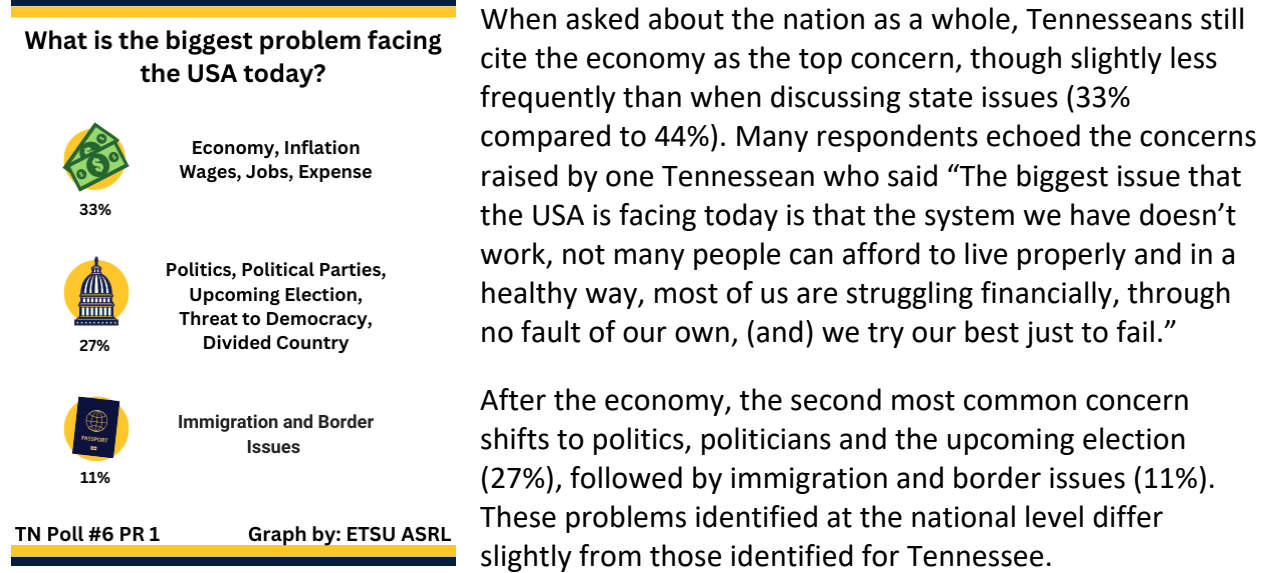 What is the biggest problem facing
the USA today?
Economy, Inflation
Wages, Jobs, Expense
33%
Politics, Political Parties,
Upcoming Election,
Threat to Democracy,
Divided Country
27%
PASSPORT
Immigration and Border
Issues
11%
TN Poll #6 PR 1
Graph by: ETSU ASRL
When asked about the nation as a whole, Tennesseans still
cite the economy as the top concern, though slightly less
frequently than when discussing state issues (33%
compared to 44%). Many respondents echoed the concerns
raised by one Tennessean who said “The biggest issue that
the USA is facing today is that the system we have doesn’t
work, not many people can afford to live properly and in a
healthy way, most of us are struggling financially, through
no fault of our own, (and) we try our best just to fail.”
After the economy, the second most common concern
shifts to politics, politicians and the upcoming election
(27%), followed by immigration and border issues (11%).
These problems identified at the national level differ
slightly from those identified for Tennessee.